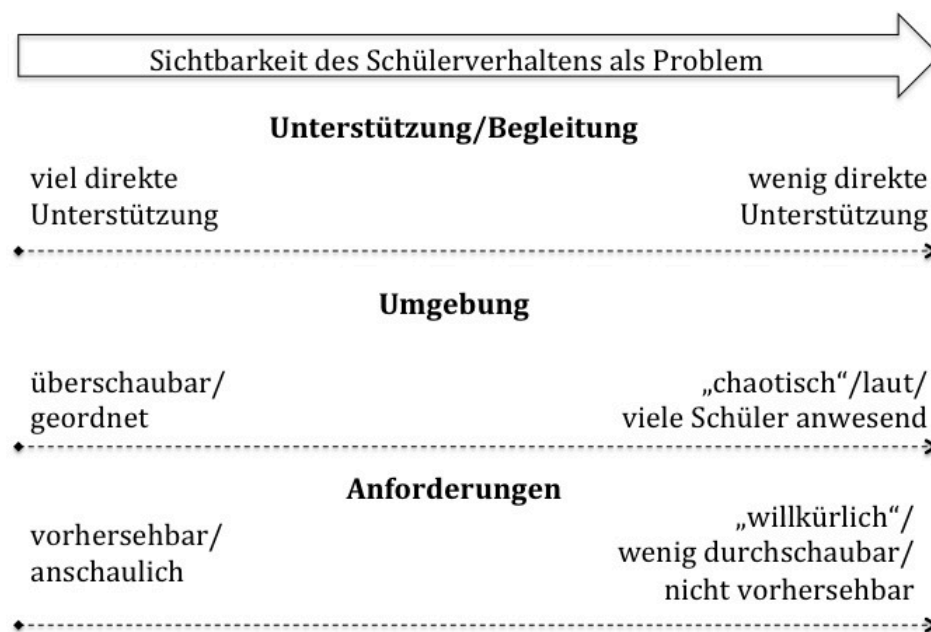 Sichtbarkeit des Schülerverhaltens als Problem
Unterstützung/Begleitung
viel direkte
Unterstützung
wenig direkte
Unterstützung
Umgebung
überschaubar/
geordnet
„chaotisch“/laut/
viele Schüler anwesend
Anforderungen
vorhersehbar/
anschaulich
„willkürlich“/
wenig durchschaubar/
nicht vorhersehbar